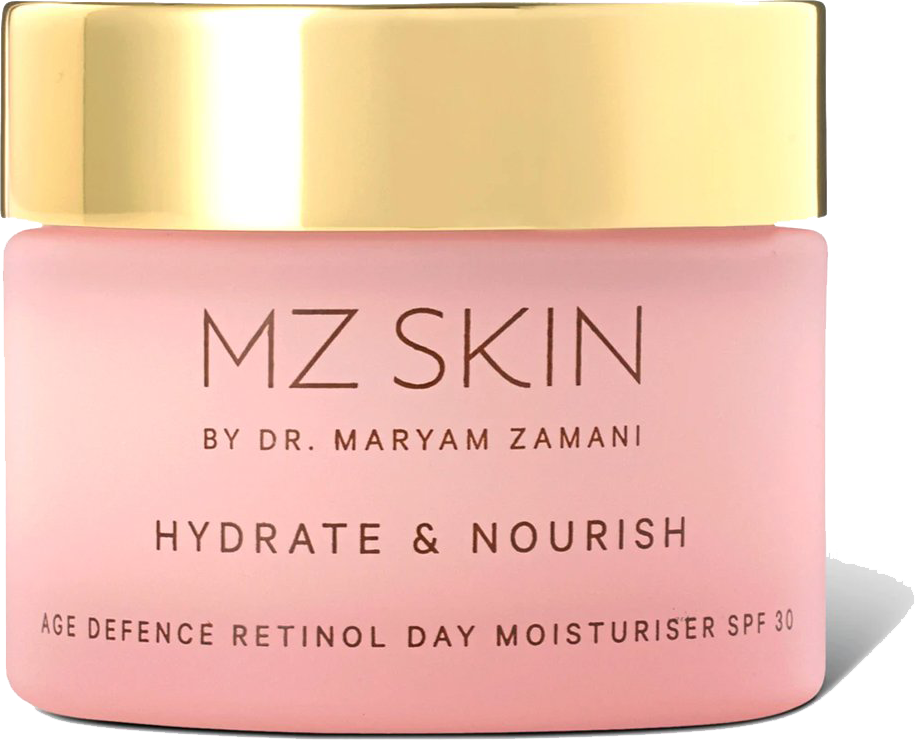 MZ SKIN
BY DR. MARYAM ZAMANI
HYDRATE & NOURISH
AGE DEFENCE RETINOL DAY MOISTURISER SPF 30